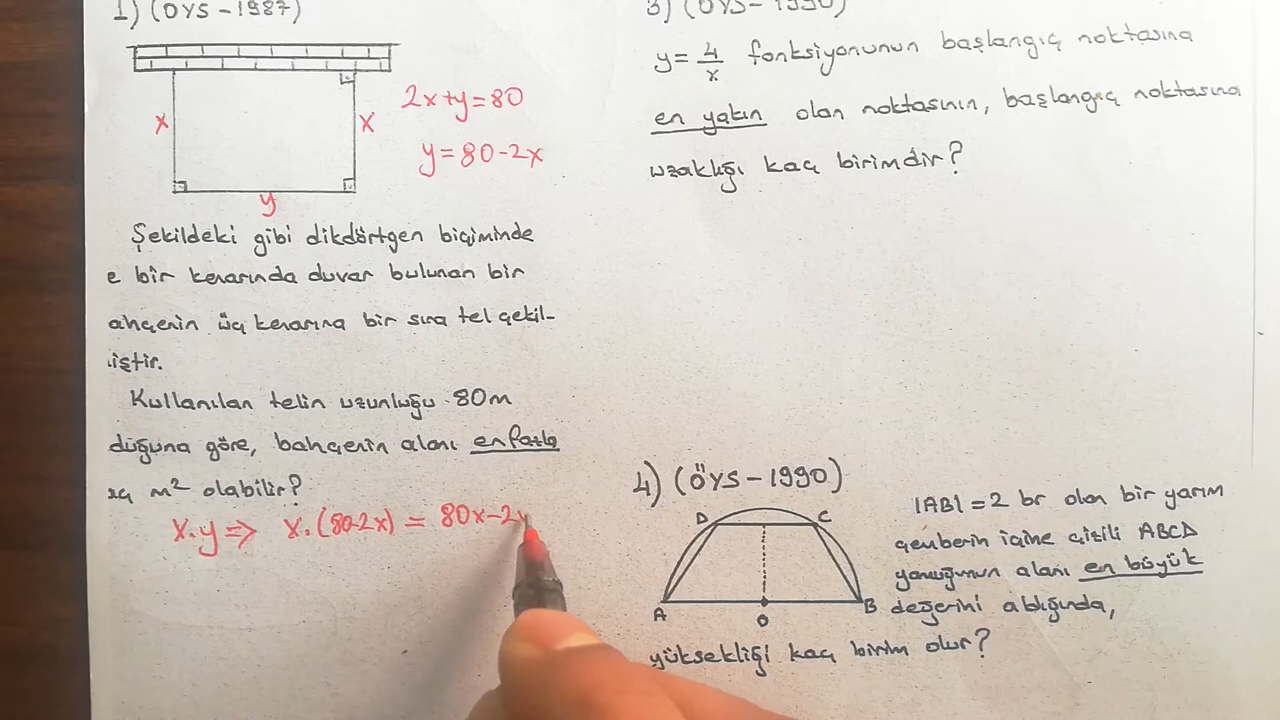 1) (ÖYS-1987)
x
x
y
2x+y=80
y=80-2x
Şekildeki gibi dikdörtgen biçiminde
e bir kenarında duvar bulunan bir
ahçenin üç kenarına bir sıra tel çekil-
iştir.
Kullanılan telin uzunluğu 80m
duğuna göre, bahçenin alanı en fazla
aç m² olabilir?
x.y ⇒ x.(80-2x) = 80x-2x
3) (ÖYS-1990)
y= 4/x fonksiyonunun başlangıç noktasına
en yakın olan noktasının, başlangıç noktasına
uzaklığı kaç birimdir?
4) (ÖYS-1990)
D
C
A
O
B
|AB|=2 br olan bir yarım
çemberin içine çizili ABCD
yamuğunun alanı en büyük
değerini aldığında,
yüksekliği kaç birim olur?